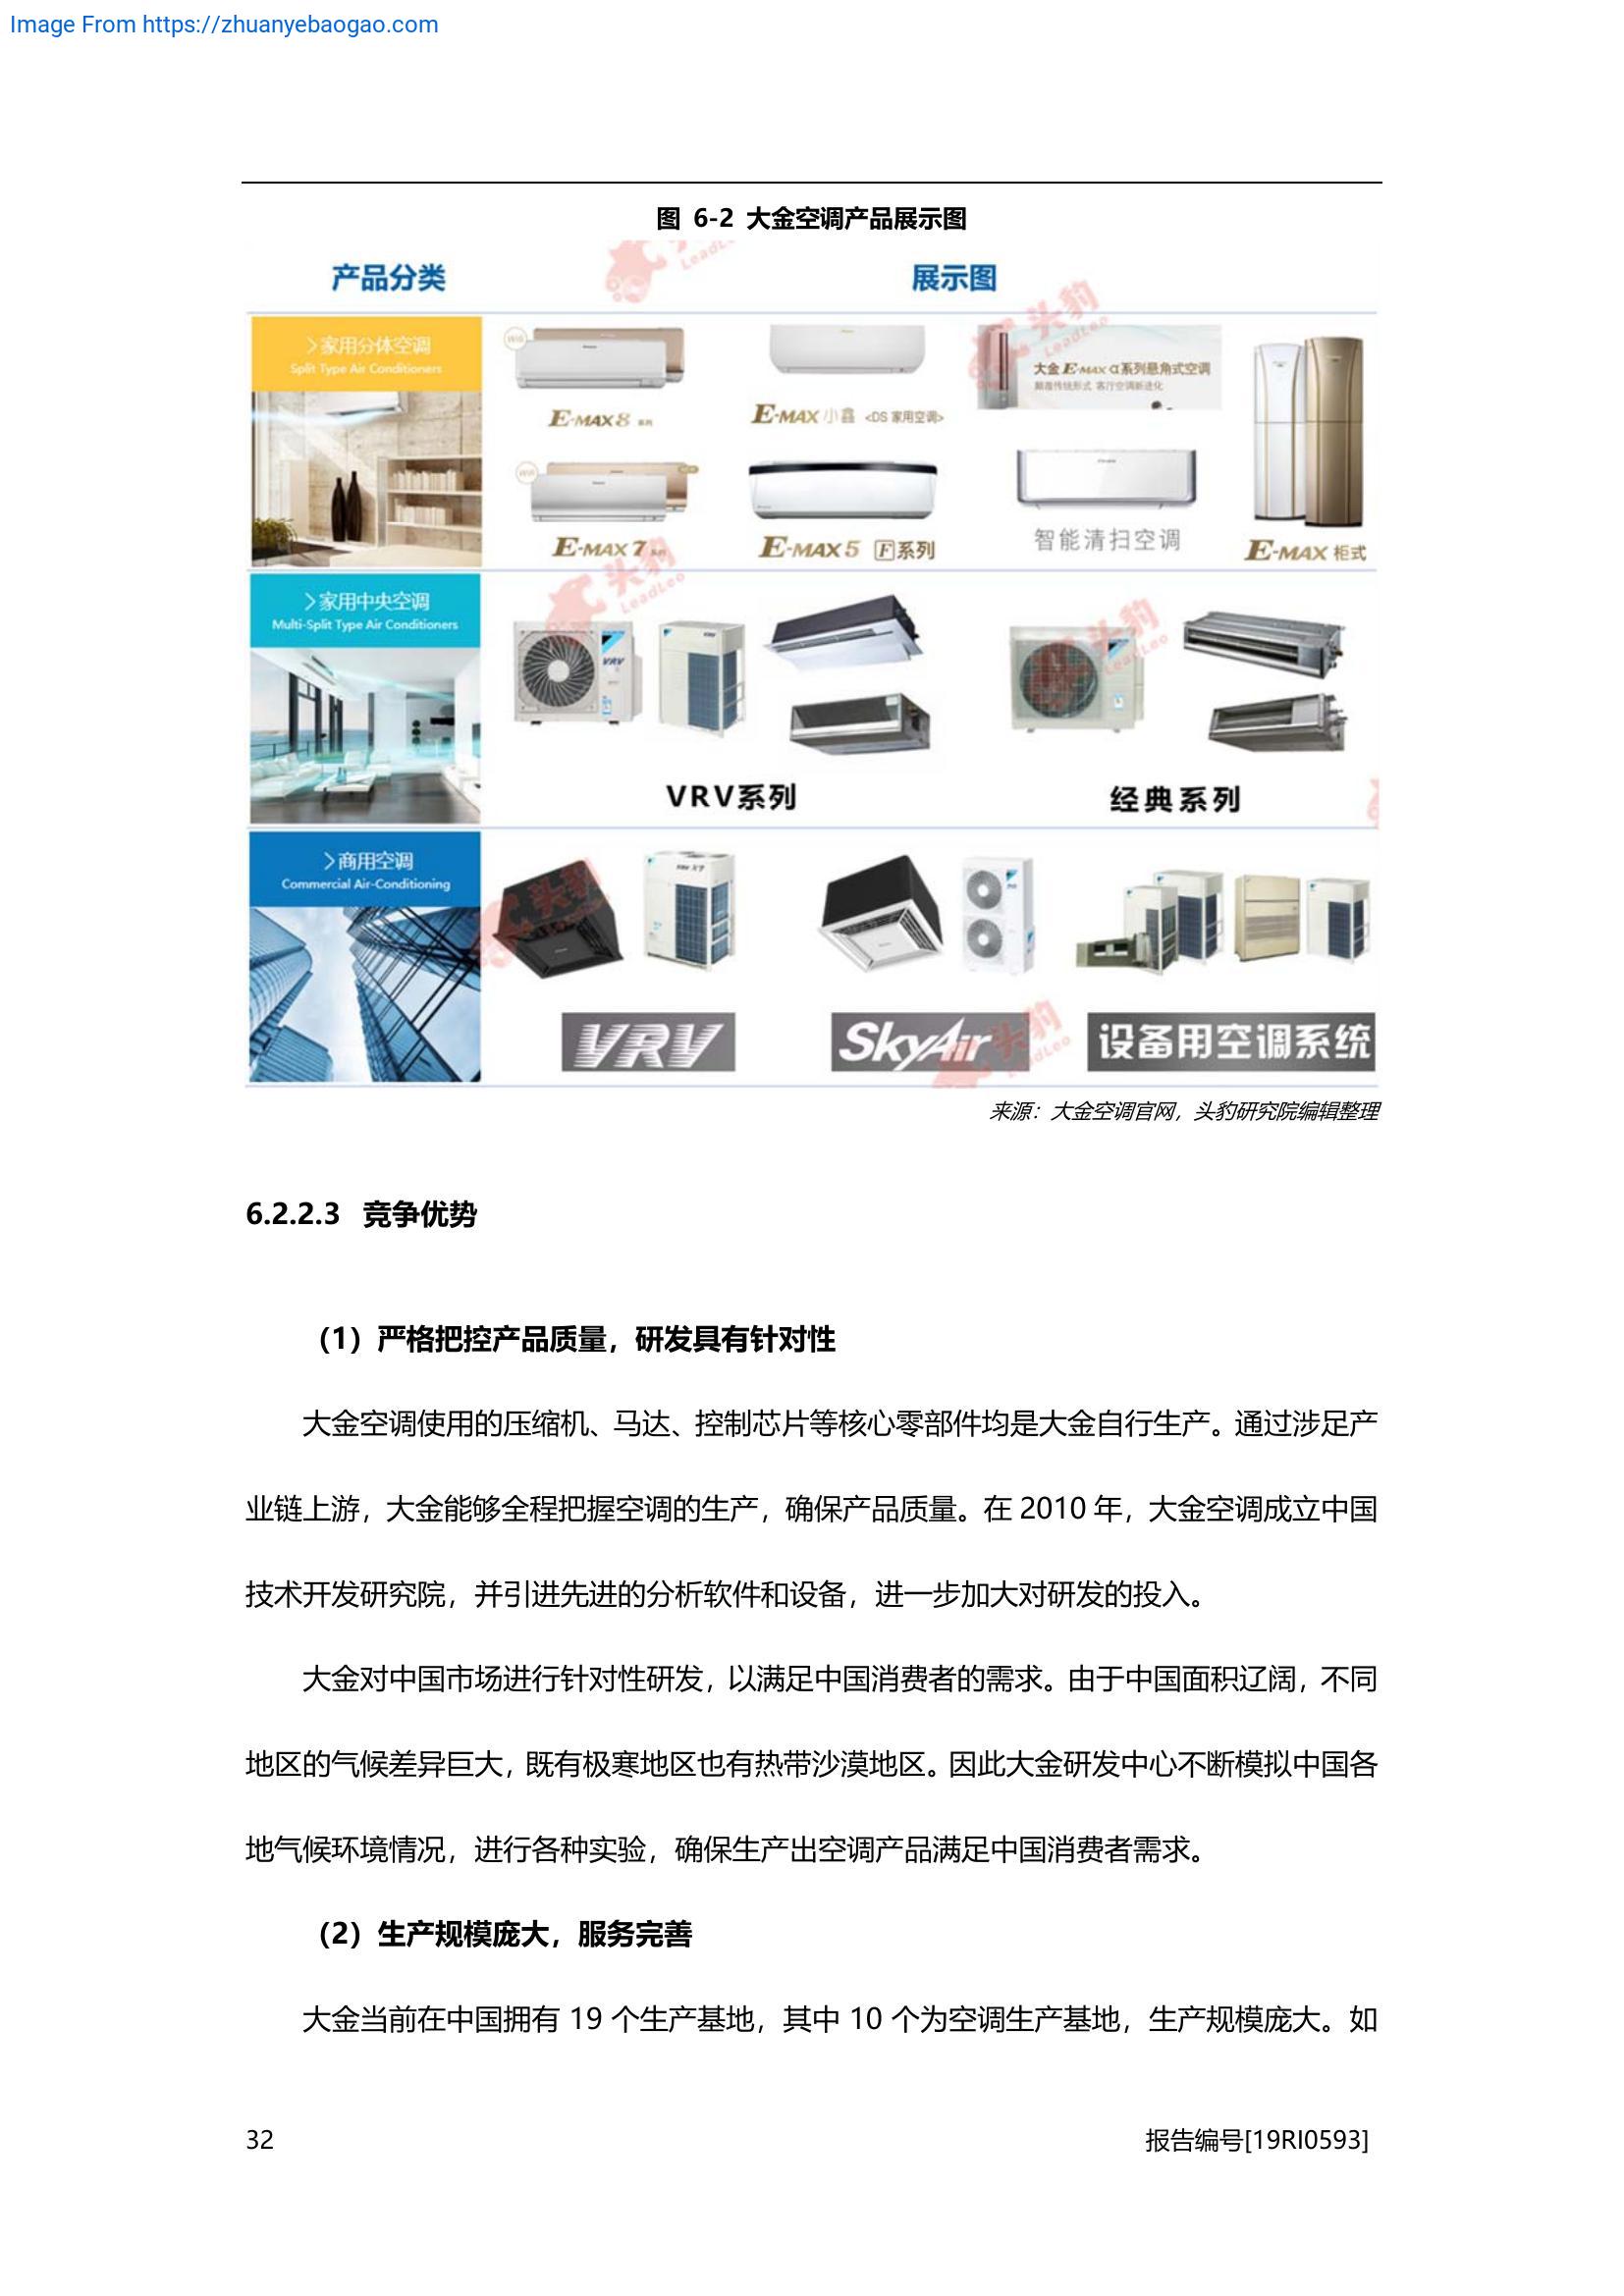 Image From https://zhuanyebaogao.com
图 6-2 大金空调产品展示图
产品分类
展示图
>家用分体空调
Split Type Air Conditioners
E-MAX 8 系列
E-MAX 小鑫 <DS 家用空调>
大金 E-MAX α系列悬角式空调
颠覆传统形式 客厅空调新进化
E-MAX 7 系列
E-MAX 5 F系列
智能清扫空调
E-MAX 柜式
>家用中央空调
Multi-Split Type Air Conditioners
VRV系列
经典系列
>商用空调
Commercial Air-Conditioning
VRV
SkyAir
设备用空调系统
头豹
LeadLeo
来源：大金空调官网，头豹研究院编辑整理
6.2.2.3 竞争优势
（1）严格把控产品质量，研发具有针对性
大金空调使用的压缩机、马达、控制芯片等核心零部件均是大金自行生产。通过涉足产
业链上游，大金能够全程把握空调的生产，确保产品质量。在 2010 年，大金空调成立中国
技术开发研究院，并引进先进的分析软件和设备，进一步加大对研发的投入。
大金对中国市场进行针对性研发，以满足中国消费者的需求。由于中国面积辽阔，不同
地区的气候差异巨大，既有极寒地区也有热带沙漠地区。因此大金研发中心不断模拟中国各
地气候环境情况，进行各种实验，确保生产出空调产品满足中国消费者需求。
（2）生产规模庞大，服务完善
大金当前在中国拥有 19 个生产基地，其中 10 个为空调生产基地，生产规模庞大。如
32
报告编号[19RI0593]